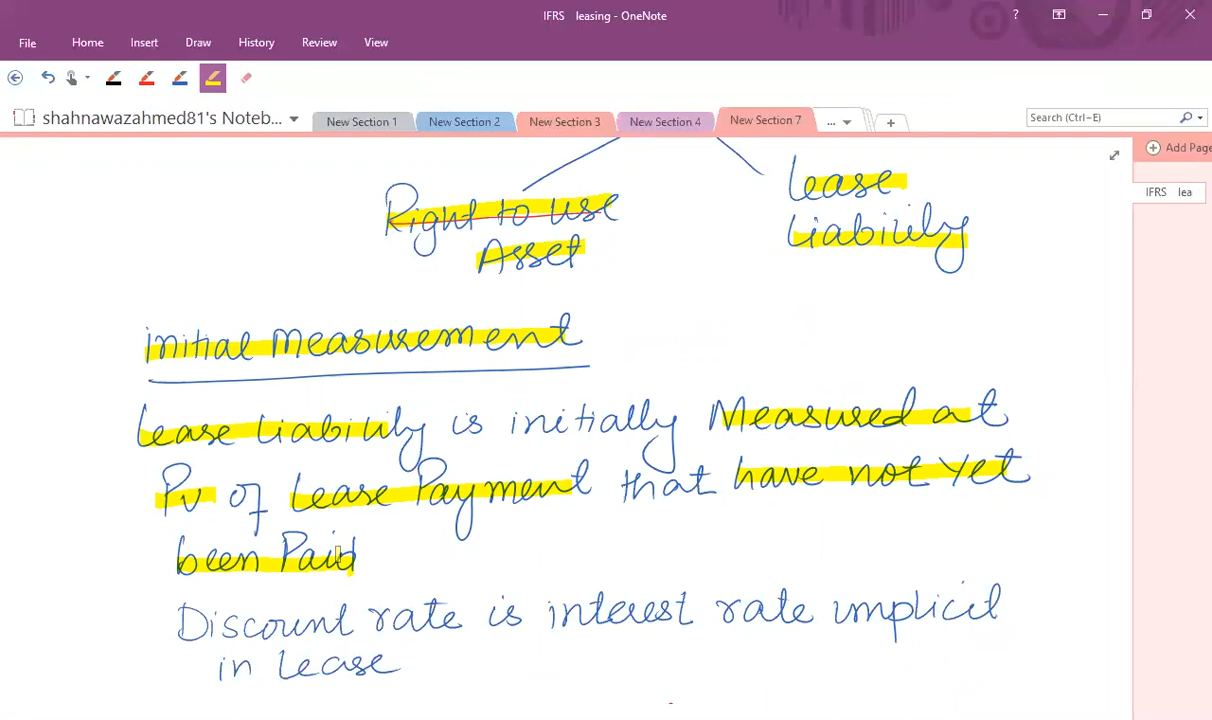 IFRS leasing - OneNote
?
File Home Insert Draw History Review View
shahnawazahmed81's Noteb...
New Section 1 New Section 2 New Section 3 New Section 4 New Section 7 ...
Search (Ctrl-E)
Add Page
IFRS lea
Right to use
Asset
Lease
Liability
initial measurement
Lease Liability is initially Measured at
Pv of Lease Payment that have not yet
been Paid
Discount rate is interest rate implicit
in Lease